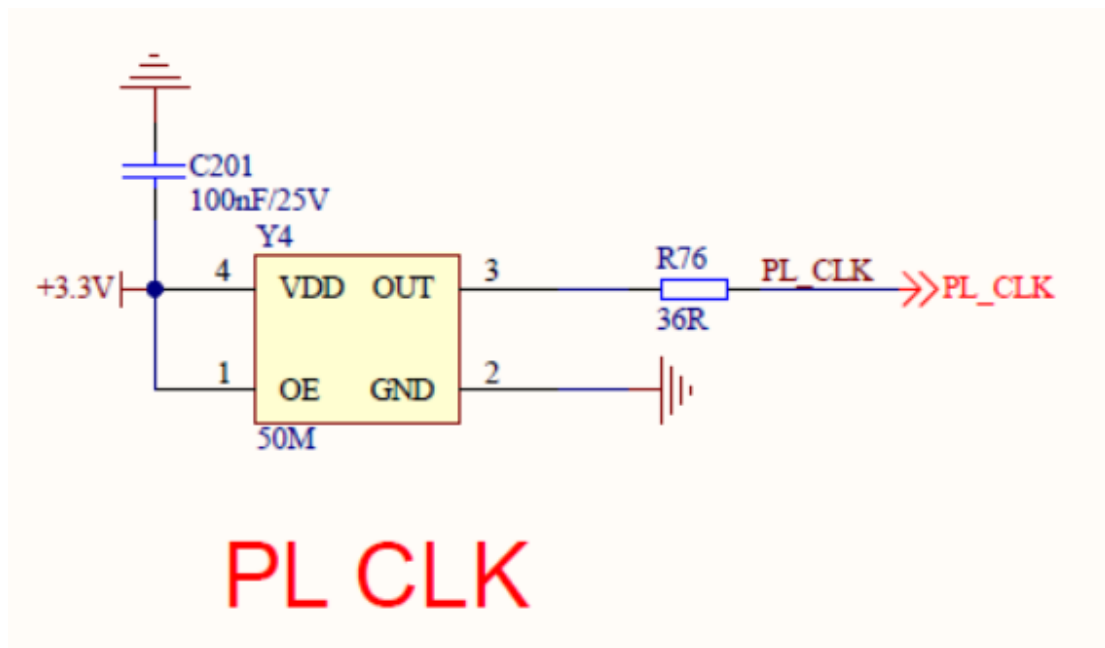 C201
100nF/25V
Y4
+3.3V 4 VDD OUT 3 R76 PL_CLK PL_CLK
36R
1 OE GND 2
50M
PL CLK